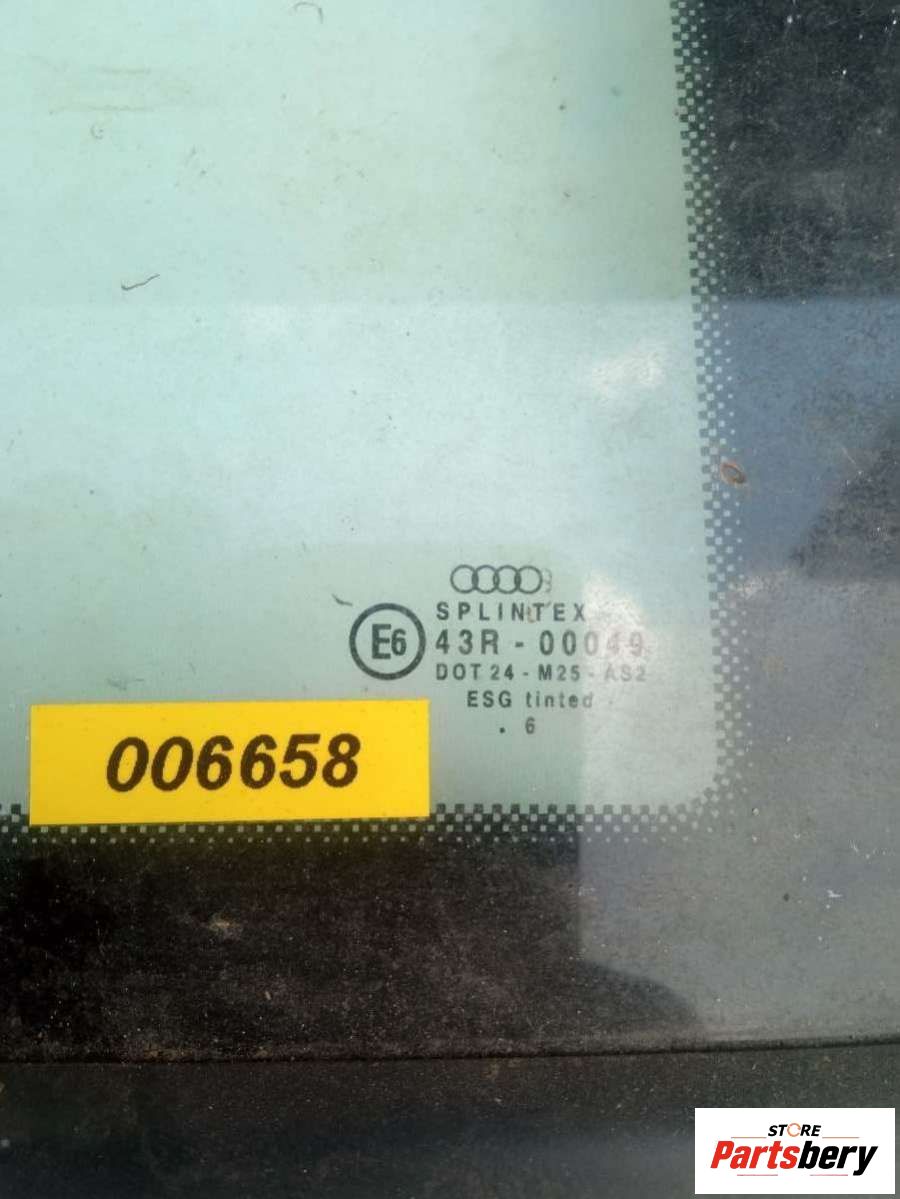 SPLINTEX
E6 43R - 00049
DOT 24 - M25 - AS2
ESG tinted
. 6
006658
STORE
Partsbery